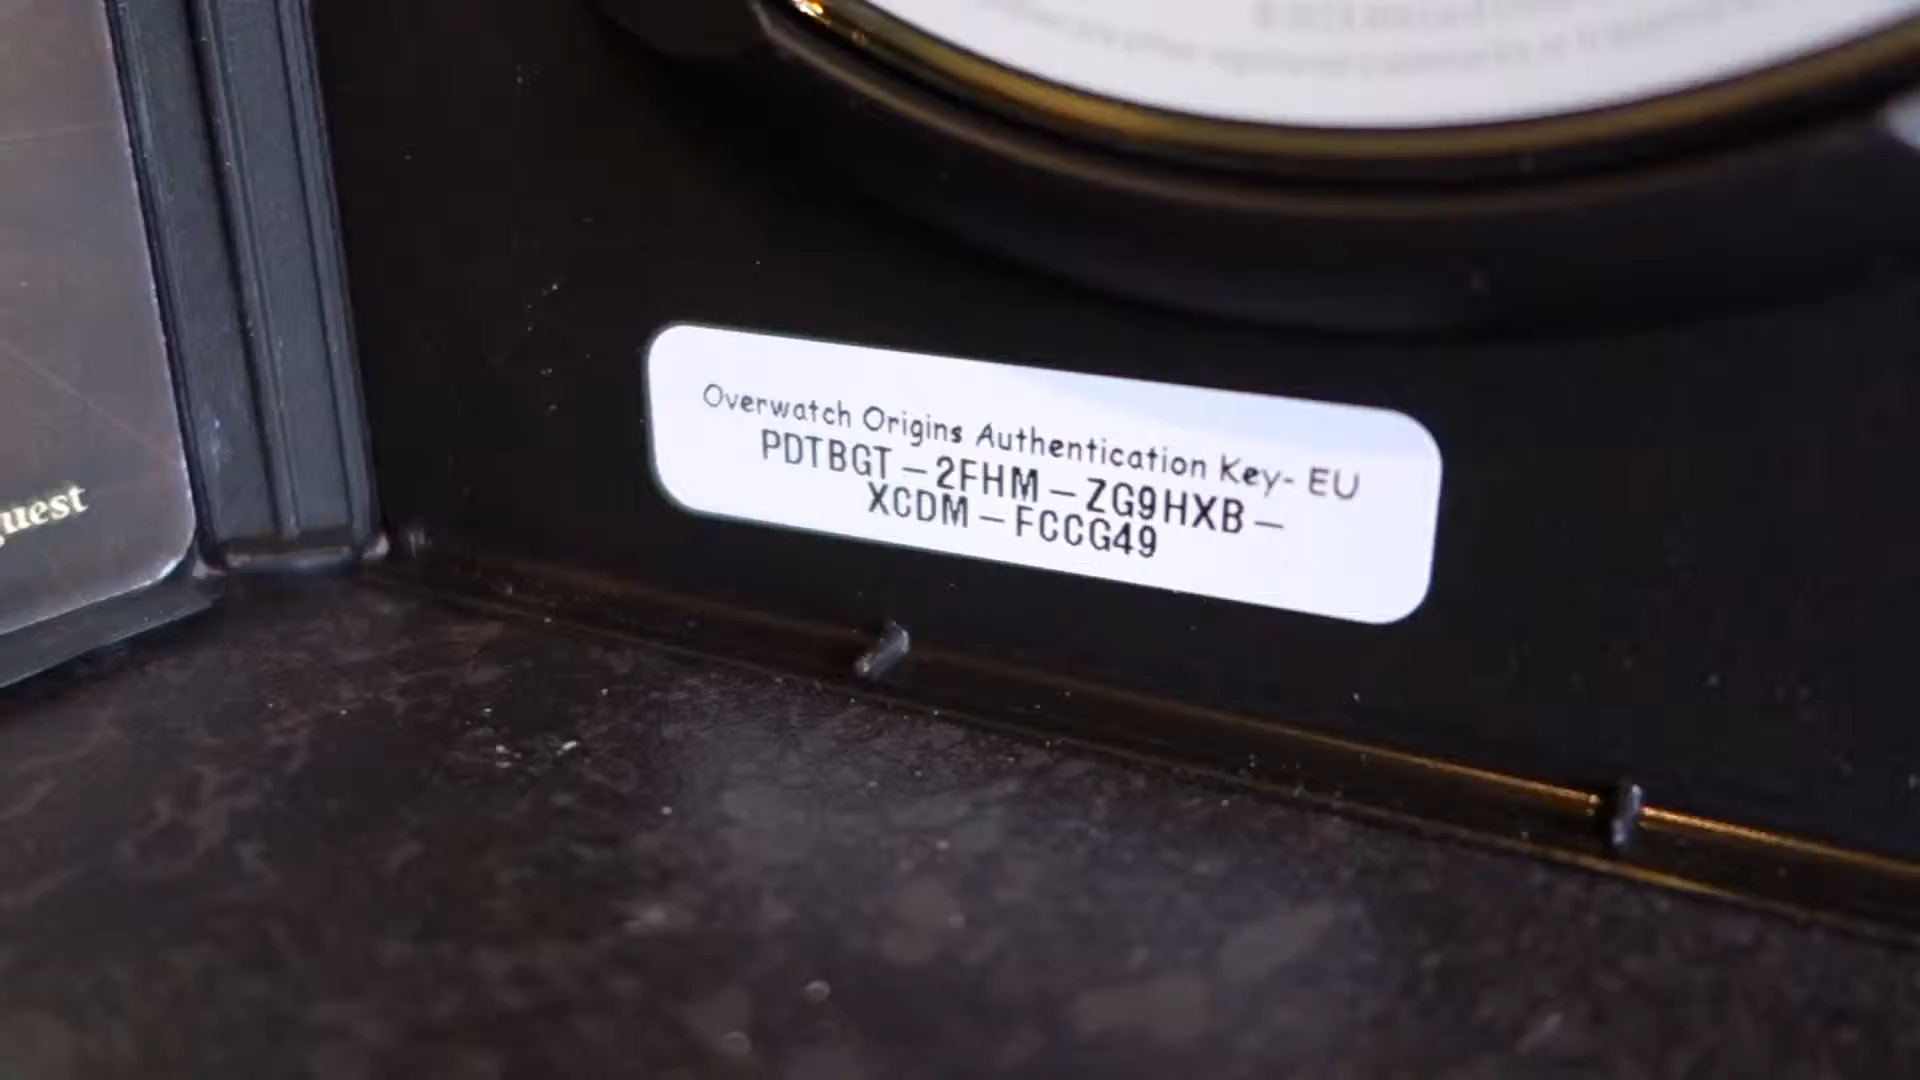 Overwatch Origins Authentication Key- EU
PDTBGT-2FHM-ZG9HXB-
XCDM-FCCG49